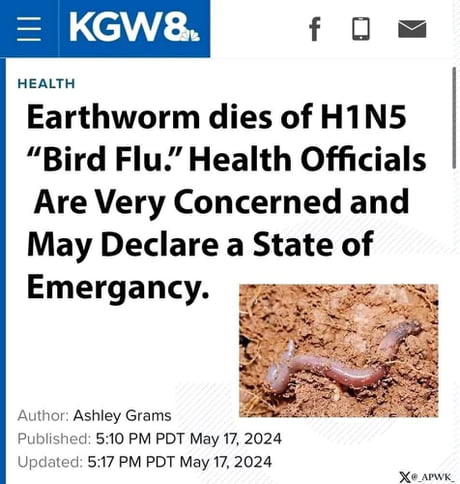 KGW8
HEALTH
Earthworm dies of H1N5
“Bird Flu.” Health Officials
Are Very Concerned and
May Declare a State of
Emergancy.
Author: Ashley Grams
Published: 5:10 PM PDT May 17, 2024
Updated: 5:17 PM PDT May 17, 2024
X@_APWK_